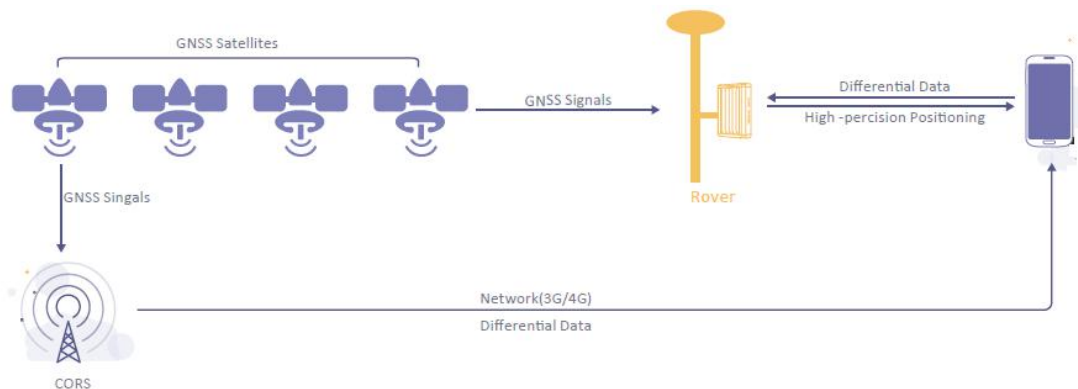 GNSS Satellites
GNSS Signals
Differential Data
High -percision Positioning
Rover
GNSS Singals
Network(3G/4G)
Differential Data
CORS